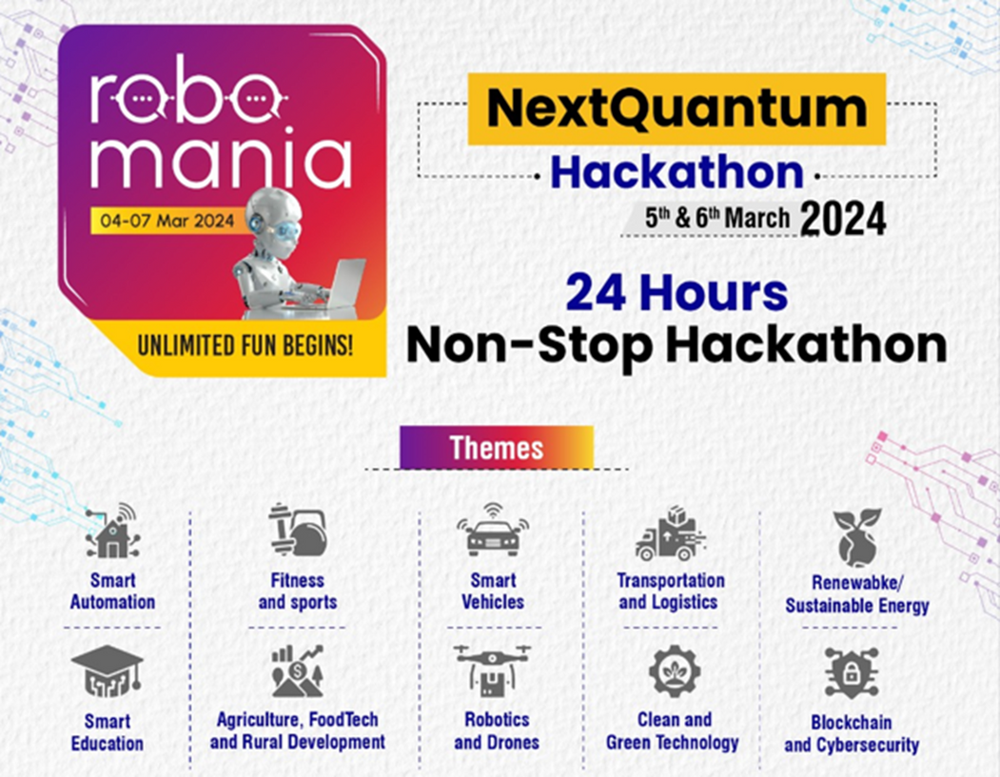 robo
mania
04-07 Mar 2024
UNLIMITED FUN BEGINS!
NextQuantum
Hackathon
5th & 6th March 2024
24 Hours
Non-Stop Hackathon
Themes
Smart
Automation
Fitness
and sports
Smart
Vehicles
Transportation
and Logistics
Renewabke/
Sustainable Energy
Smart
Education
Agriculture, FoodTech
and Rural Development
Robotics
and Drones
Clean and
Green Technology
Blockchain
and Cybersecurity